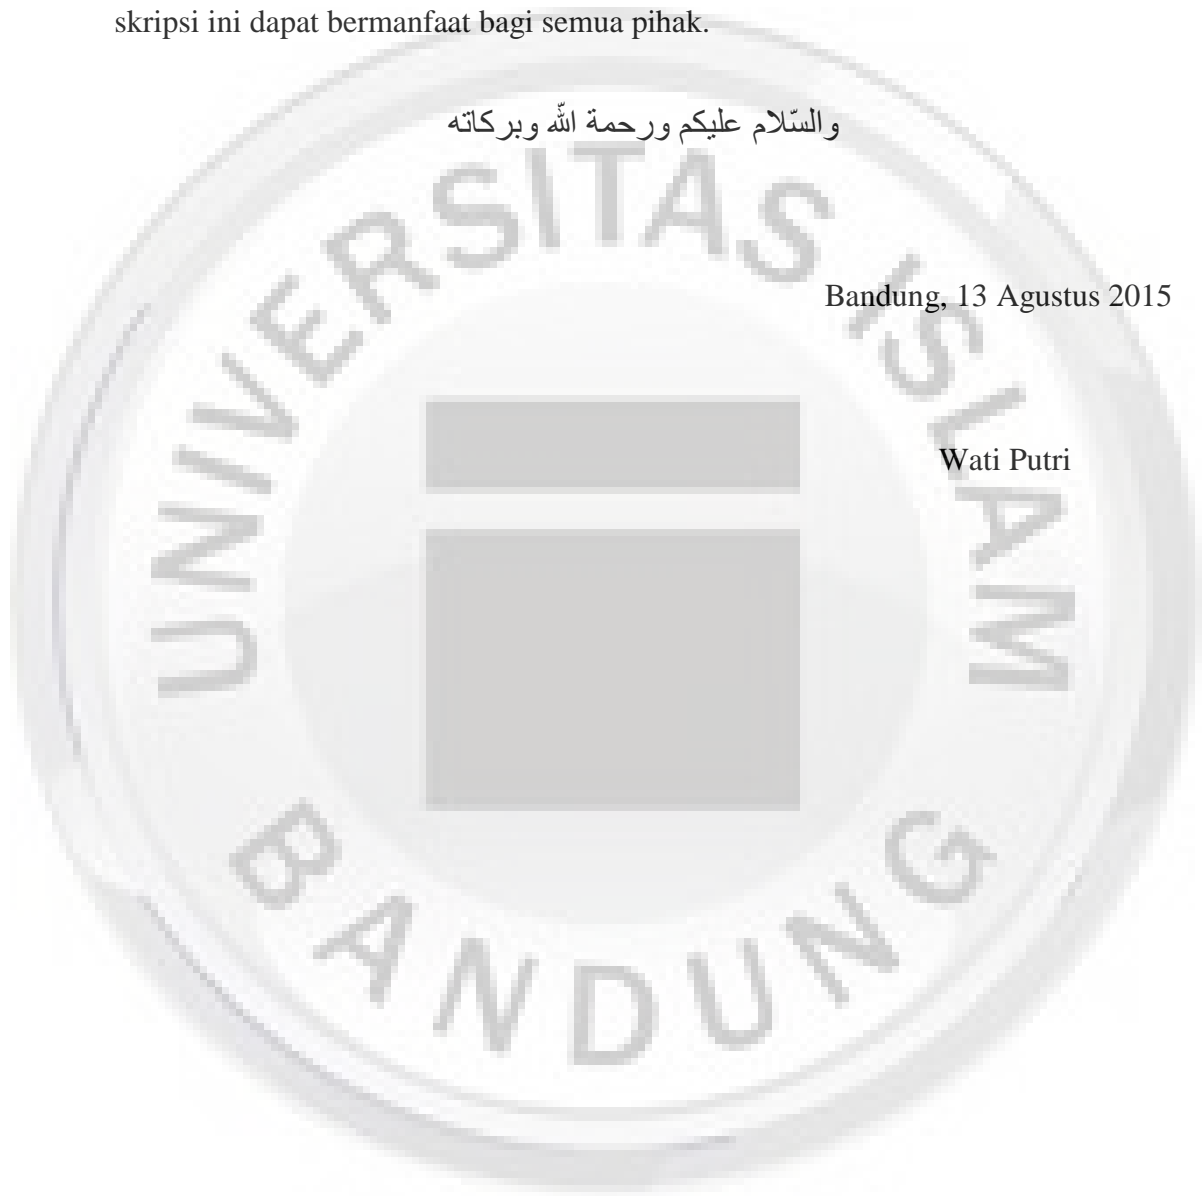 skripsi ini dapat bermanfaat bagi semua pihak.
والسّلام عليكم ورحمة الله وبركاته
Bandung, 13 Agustus 2015
Wati Putri
UNIVERSITAS ISLAM
BANDUNG